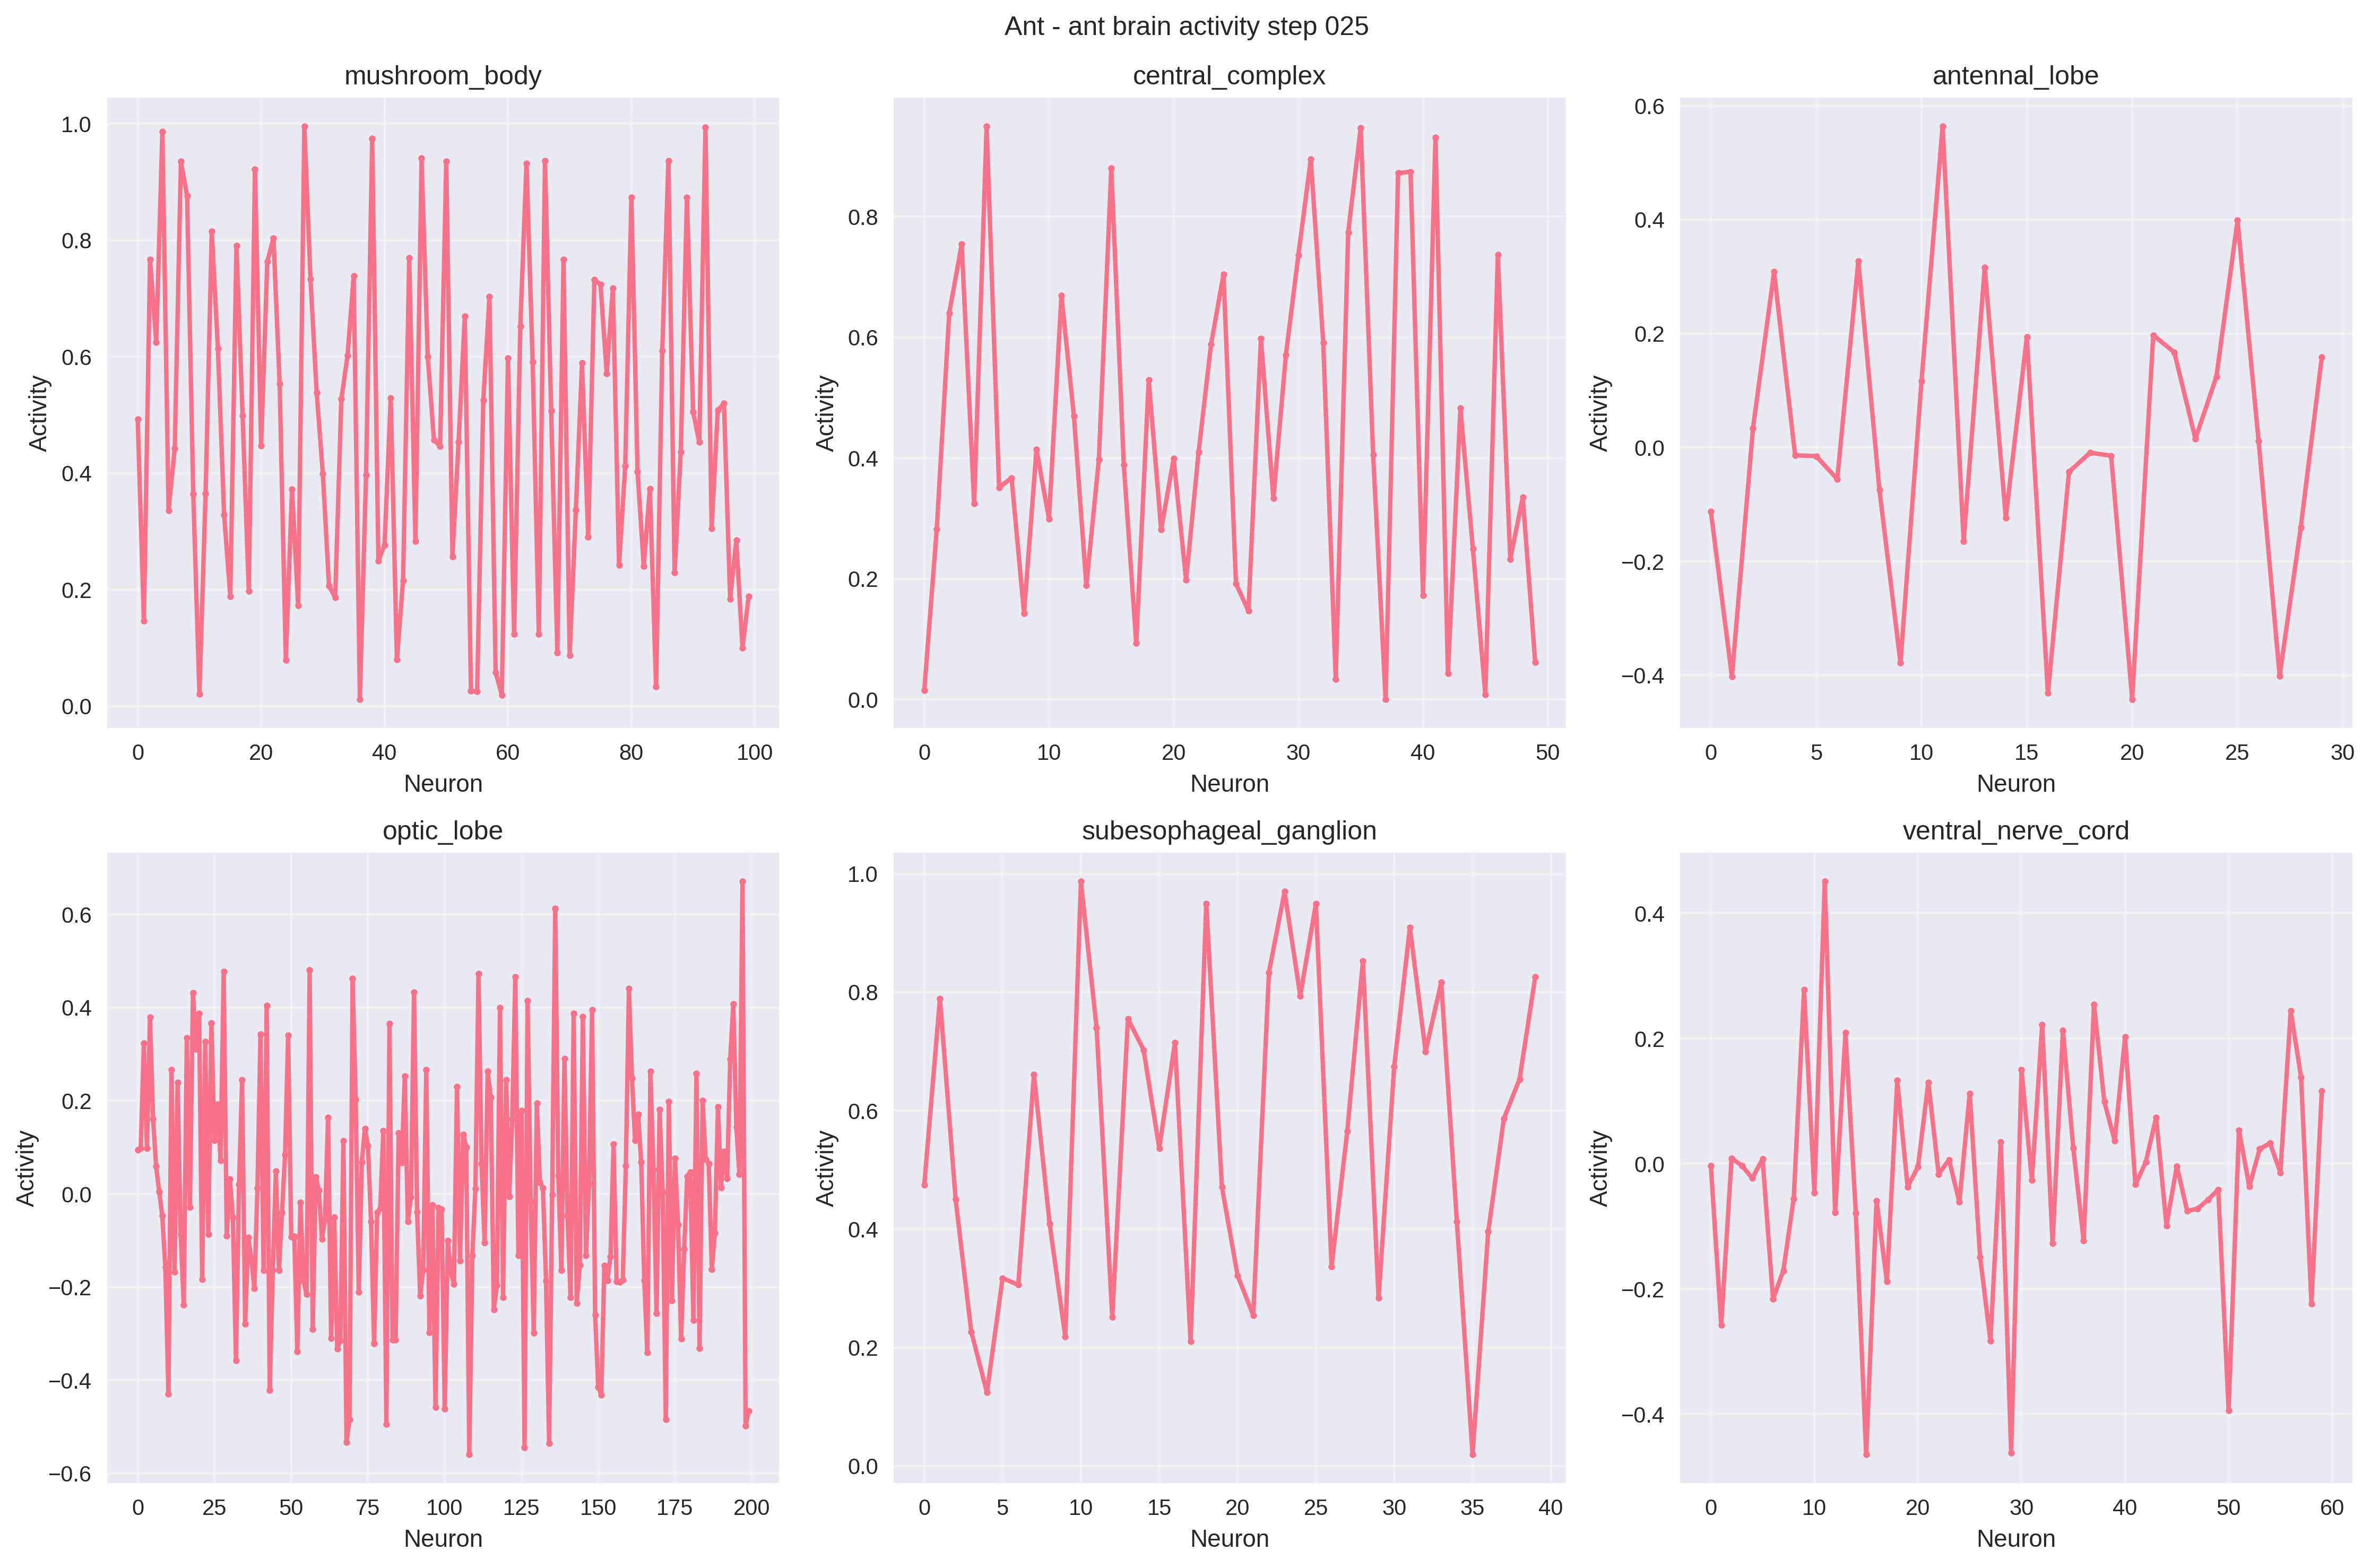 Ant - ant brain activity step 025
mushroom_body
central_complex
antennal_lobe
Activity
1.0
0.8
0.6
0.4
0.2
0.0
0 20 40 60 80 100
Neuron
Activity
0.8
0.6
0.4
0.2
0.0
0 10 20 30 40 50
Neuron
Activity
0.6
0.4
0.2
0.0
−0.2
−0.4
0 5 10 15 20 25 30
Neuron
optic_lobe
subesophageal_ganglion
ventral_nerve_cord
Activity
0.6
0.4
0.2
0.0
−0.2
−0.4
−0.6
0 25 50 75 100 125 150 175 200
Neuron
Activity
1.0
0.8
0.6
0.4
0.2
0.0
0 5 10 15 20 25 30 35 40
Neuron
Activity
0.4
0.2
0.0
−0.2
−0.4
0 10 20 30 40 50 60
Neuron